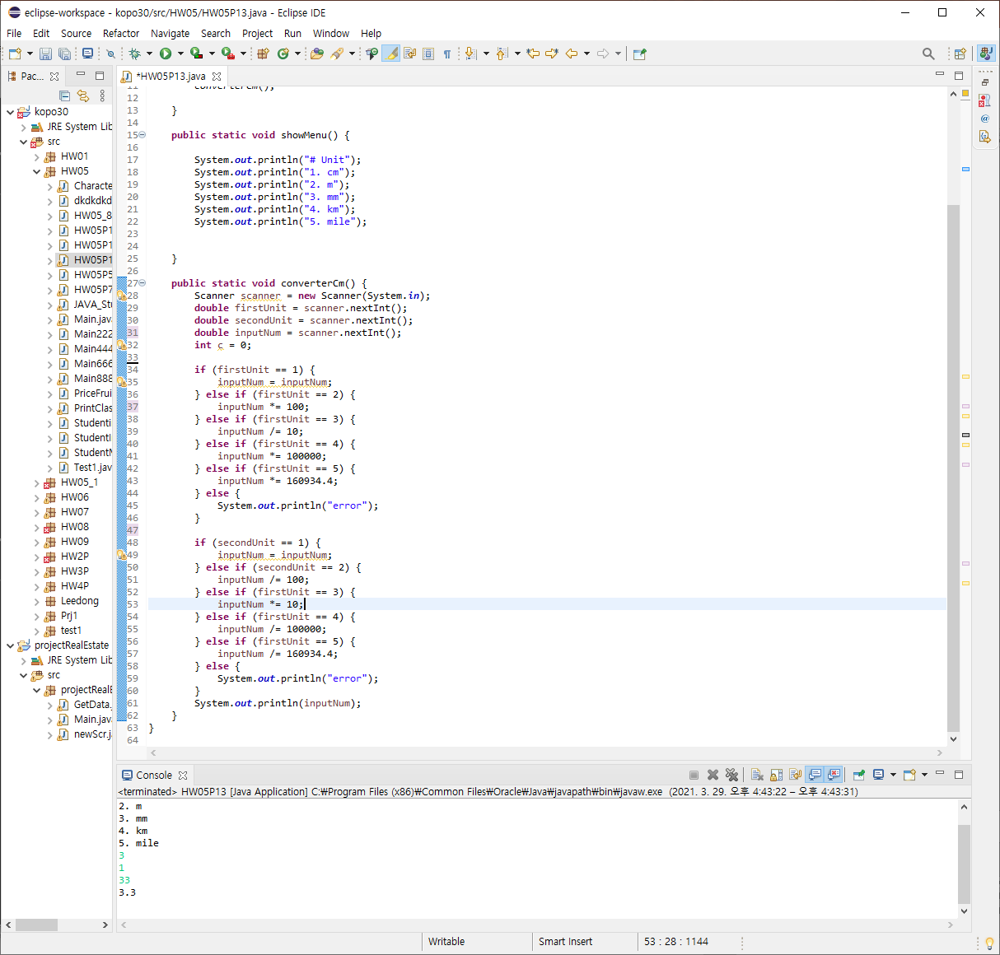 eclipse-workspace - kopo30/src/HW05/HW05P13.java - Eclipse IDE
File Edit Source Refactor Navigate Search Project Run Window Help
Pac...
kopo30
JRE System Lib
src
HW01
HW05
Characte
dkdkdkd
HW05_8
HW05P1
HW05P1
HW05P1
HW05P5
HW05P7
JAVA_Stu
Main.java
Main222
Main444
Main666
Main888
PriceFrui
PrintClas
Studenti
StudentI
StudentM
Test1.jav
HW05_1
HW06
HW07
HW08
HW09
HW2P
HW3P
HW4P
Leedong
Prj1
test1
projectRealEstate
JRE System Lib
src
projectRealE
GetData.
Main.java
newScr.j
*HW05P13.java
11 converterCm();
12
13 }
14
15 public static void showMenu() {
16
17 System.out.println("# Unit");
18 System.out.println("1. cm");
19 System.out.println("2. m");
20 System.out.println("3. mm");
21 System.out.println("4. km");
22 System.out.println("5. mile");
23
24
25 }
26
27 public static void converterCm() {
28 Scanner scanner = new Scanner(System.in);
29 double firstUnit = scanner.nextInt();
30 double secondUnit = scanner.nextInt();
31 double inputNum = scanner.nextInt();
32 int c = 0;
33
34 if (firstUnit == 1) {
35 inputNum = inputNum;
36 } else if (firstUnit == 2) {
37 inputNum *= 100;
38 } else if (firstUnit == 3) {
39 inputNum /= 10;
40 } else if (firstUnit == 4) {
41 inputNum *= 100000;
42 } else if (firstUnit == 5) {
43 inputNum *= 160934.4;
44 } else {
45 System.out.println("error");
46 }
47
48 if (secondUnit == 1) {
49 inputNum = inputNum;
50 } else if (secondUnit == 2) {
51 inputNum /= 100;
52 } else if (firstUnit == 3) {
53 inputNum *= 10;
54 } else if (firstUnit == 4) {
55 inputNum /= 100000;
56 } else if (firstUnit == 5) {
57 inputNum /= 160934.4;
58 } else {
59 System.out.println("error");
60 }
61 System.out.println(inputNum);
62 }
63 }
64
Console
<terminated> HW05P13 [Java Application] C:₩Program Files (x86)₩Common Files₩Oracle₩Java₩javapath₩bin₩javaw.exe (2021. 3. 29. 오후 4:43:22 – 오후 4:43:31)
2. m
3. mm
4. km
5. mile
3
1
33
3.3
Writable
Smart Insert
53 : 28 : 1144